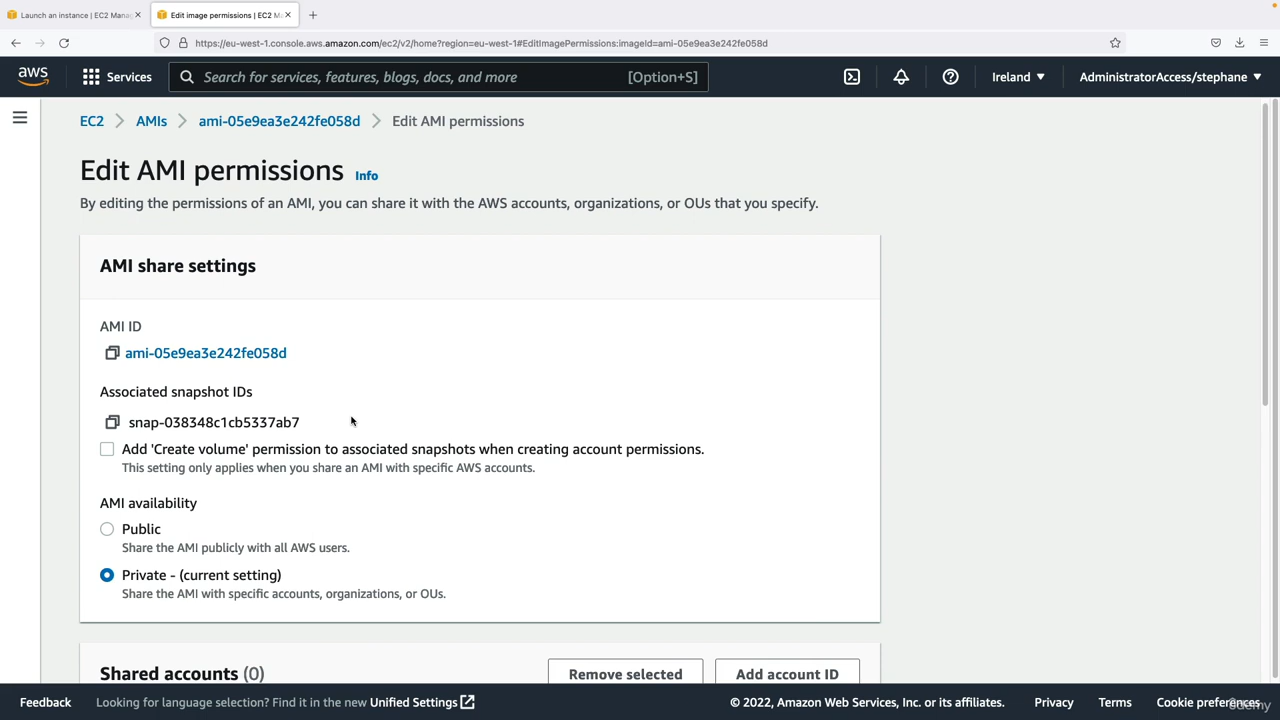 Launch an instance | EC2 Mana
Edit image permissions | EC2 M
https://eu-west-1.console.aws.amazon.com/ec2/v2/home?region=eu-west-1#EditImagePermissions:imageId=ami-05e9ea3e242fe058d
aws
Services
Search for services, features, blogs, docs, and more
[Option+S]
Ireland
AdministratorAccess/stephane
EC2 > AMIs > ami-05e9ea3e242fe058d > Edit AMI permissions
Edit AMI permissions Info
By editing the permissions of an AMI, you can share it with the AWS accounts, organizations, or OUs that you specify.
AMI share settings
AMI ID
ami-05e9ea3e242fe058d
Associated snapshot IDs
snap-038348c1cb5337ab7
Add 'Create volume' permission to associated snapshots when creating account permissions.
This setting only applies when you share an AMI with specific AWS accounts.
AMI availability
Public
Share the AMI publicly with all AWS users.
Private - (current setting)
Share the AMI with specific accounts, organizations, or OUs.
Shared accounts (0)
Remove selected
Add account ID
Feedback
Looking for language selection? Find it in the new Unified Settings
© 2022, Amazon Web Services, Inc. or its affiliates.
Privacy
Terms
Cookie preferences
Udemy